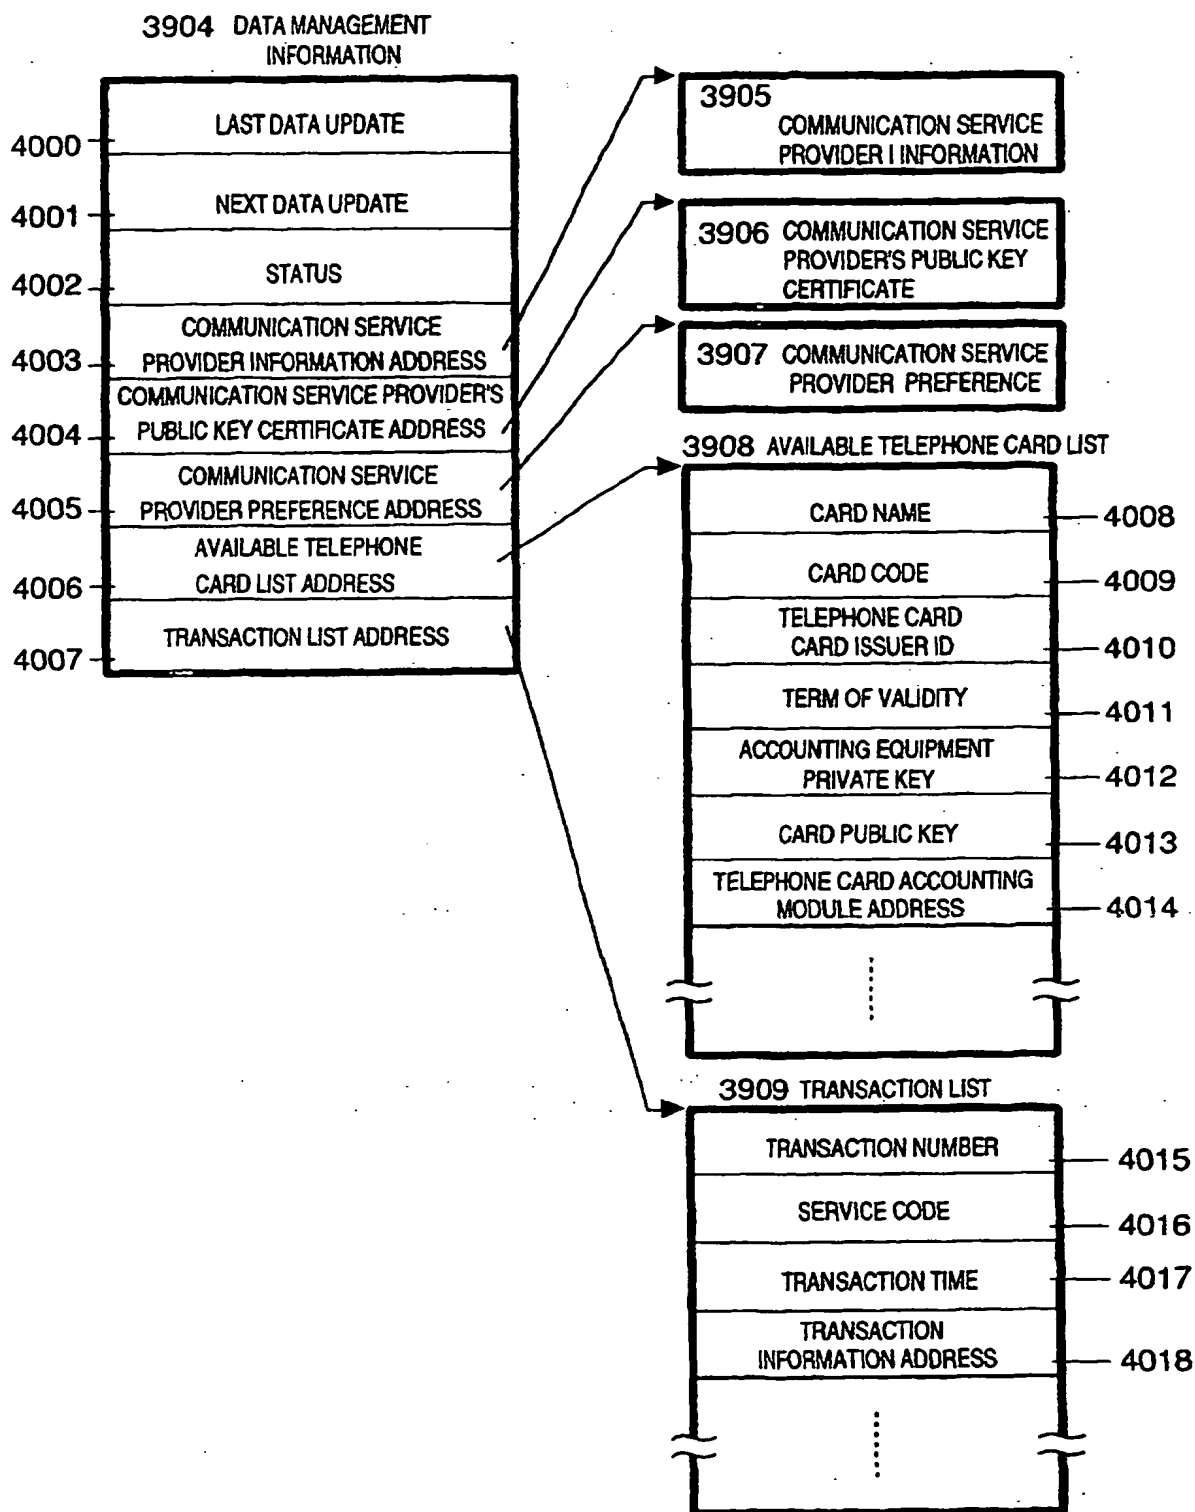 3904 DATA MANAGEMENT
INFORMATION
LAST DATA UPDATE
4000
NEXT DATA UPDATE
4001
STATUS
4002
COMMUNICATION SERVICE
PROVIDER INFORMATION ADDRESS
4003
COMMUNICATION SERVICE PROVIDER'S
PUBLIC KEY CERTIFICATE ADDRESS
4004
COMMUNICATION SERVICE
PROVIDER PREFERENCE ADDRESS
4005
AVAILABLE TELEPHONE
CARD LIST ADDRESS
4006
TRANSACTION LIST ADDRESS
4007
3905
COMMUNICATION SERVICE
PROVIDER I INFORMATION
3906 COMMUNICATION SERVICE
PROVIDER'S PUBLIC KEY
CERTIFICATE
3907 COMMUNICATION SERVICE
PROVIDER PREFERENCE
3908 AVAILABLE TELEPHONE CARD LIST
CARD NAME
4008
CARD CODE
4009
TELEPHONE CARD
CARD ISSUER ID
4010
TERM OF VALIDITY
4011
ACCOUNTING EQUIPMENT
PRIVATE KEY
4012
CARD PUBLIC KEY
4013
TELEPHONE CARD ACCOUNTING
MODULE ADDRESS
4014
3909 TRANSACTION LIST
TRANSACTION NUMBER
4015
SERVICE CODE
4016
TRANSACTION TIME
4017
TRANSACTION
INFORMATION ADDRESS
4018